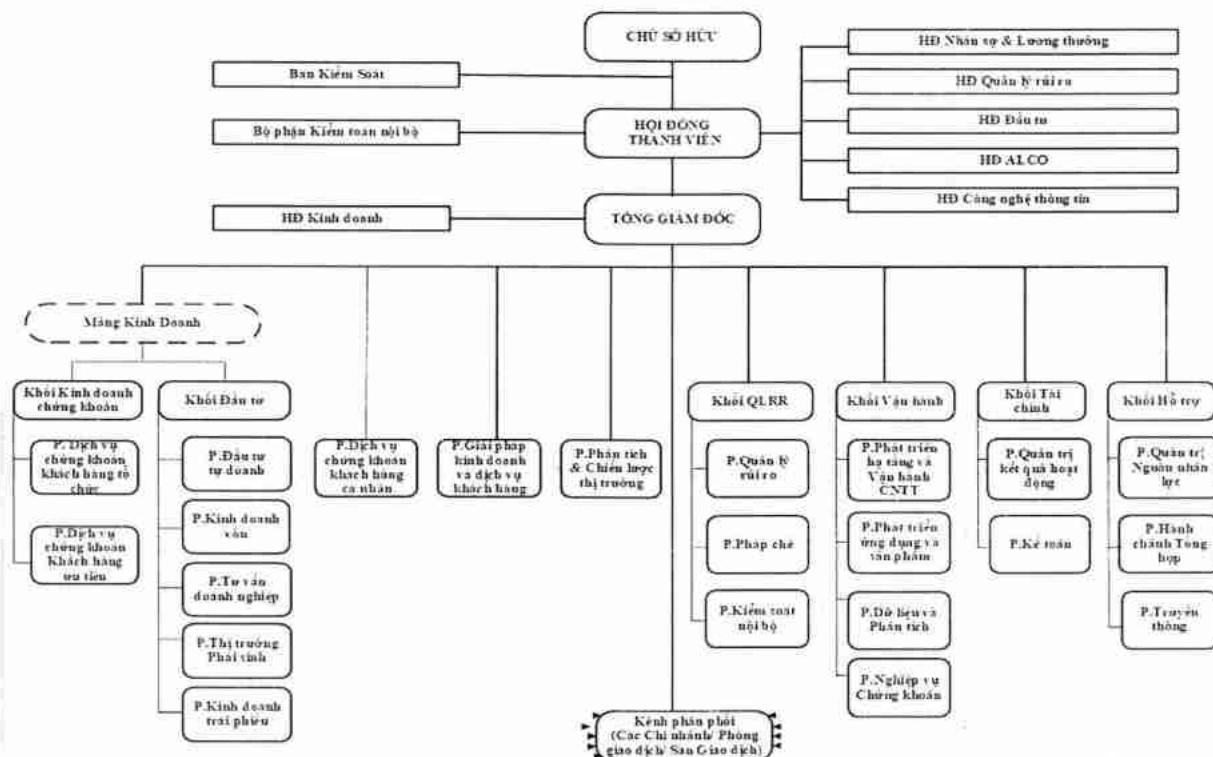 CHỦ SỞ HỮU
Ban Kiểm Soát
Bộ phận Kiểm toán nội bộ
HỘI ĐỒNG
THÀNH VIÊN
HĐ Nhân sự & Lương thưởng
HĐ Quản lý rủi ro
HĐ Đầu tư
HĐ ALCO
HĐ Công nghệ thông tin
HĐ Kinh doanh
TỔNG GIÁM ĐỐC
Mảng Kinh Doanh
Khối Kinh doanh
chứng khoán
P. Dịch vụ
chứng khoán
khách hàng tổ
chức
P.Dịch vụ
chứng khoán
Khách hàng
ưu tiên
Khối Đầu tư
P.Đầu tư
tự doanh
P.Kinh doanh
vốn
P.Tư vấn
doanh nghiệp
P.Thị trường
Phái sinh
P.Kinh doanh
trái phiếu
P.Dịch vụ
chứng khoán
khách hàng
cá nhân
P.Giải pháp
kinh doanh
và dịch vụ
khách hàng
P.Phân tích
& Chiến lược
thị trường
Khối QLRR
P.Quản lý
rủi ro
P.Pháp chế
P.Kiểm soát
nội bộ
Khối Vận hành
P.Phát triển
hạ tầng và
Vận hành
CNTT
P.Phát triển
ứng dụng và
sản phẩm
P.Dữ liệu và
Phân tích
P.Nghiệp vụ
Chứng khoán
Khối Tài
chính
P.Quản trị
kết quả hoạt
động
P.Kế toán
Khối Hỗ trợ
P.Quản trị
Nguồn nhân
lực
P.Hành
chánh Tổng
hợp
P.Truyền
thông
Kênh phân phối
(Các Chi nhánh/ Phòng
giao dịch/ Sàn Giao dịch)